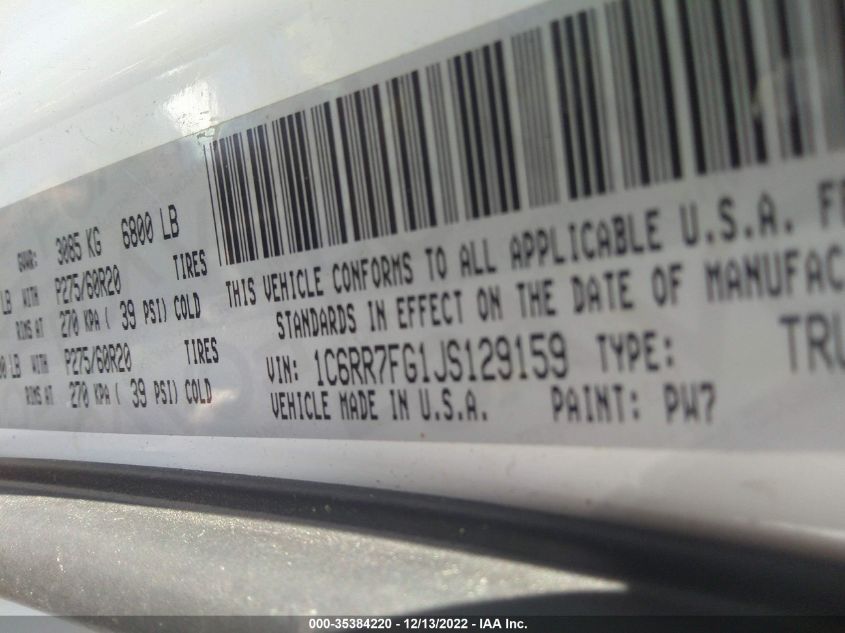 GVWR: 3085 KG 6800 LB
LB WITH P275/60R20 TIRES
RIMS AT 270 KPA ( 39 PSI) COLD
00 LB WITH P275/60R20 TIRES
RIMS AT 270 KPA ( 39 PSI) COLD
THIS VEHICLE CONFORMS TO ALL APPLICABLE U.S.A. FE
STANDARDS IN EFFECT ON THE DATE OF MANUFAC
VIN: 1C6RR7FG1JS129159 TYPE: TRU
VEHICLE MADE IN U.S.A. PAINT: PW7
000-35384220 - 12/13/2022 - IAA Inc.